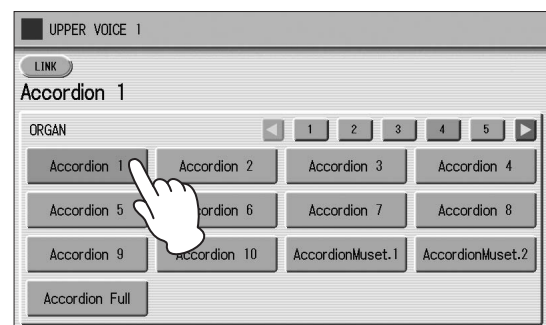 UPPER VOICE 1
LINK
Accordion 1
ORGAN 1 2 3 4 5
Accordion 1 Accordion 2 Accordion 3 Accordion 4
Accordion 5 Accordion 6 Accordion 7 Accordion 8
Accordion 9 Accordion 10 AccordionMuset.1 AccordionMuset.2
Accordion Full